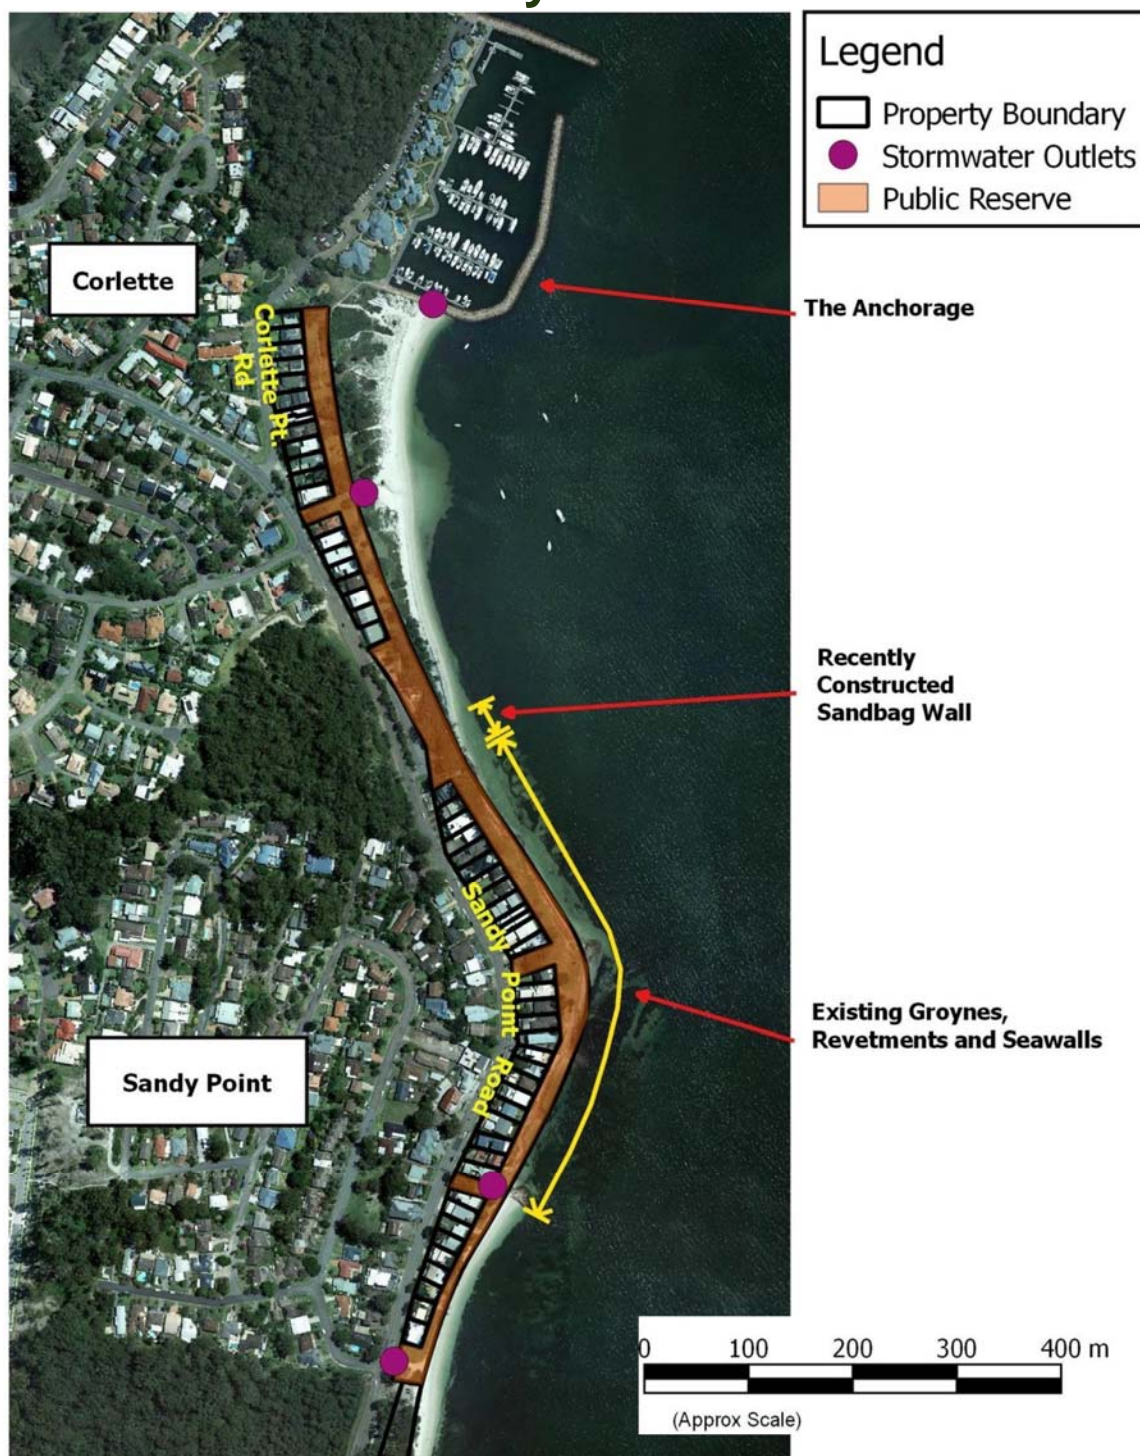 Legend
Property Boundary
Stormwater Outlets
Public Reserve
Corlette
Corlette Pt.
Rd
The Anchorage
Recently
Constructed
Sandbag Wall
Sandy Point Road
Existing Groynes,
Revetments and Seawalls
Sandy Point
0 100 200 300 400 m
(Approx Scale)